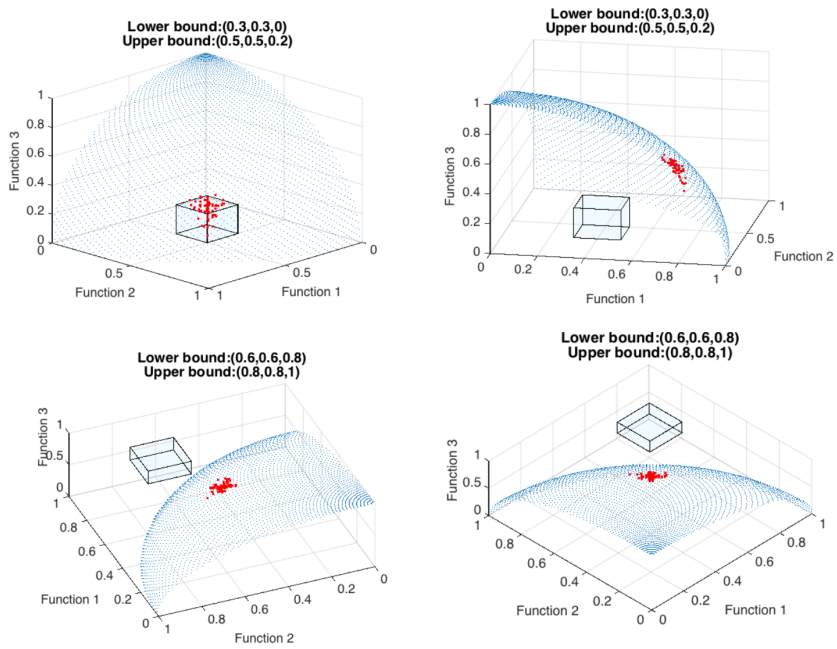 Lower bound:(0.3,0.3,0)
Upper bound:(0.5,0.5,0.2)
1
0.8
0.6
0.4
0.2
0
Function 3
0
0.5
1
Function 2
0
0.5
1
Function 1
Lower bound:(0.3,0.3,0)
Upper bound:(0.5,0.5,0.2)
1
0.8
0.6
0.4
0.2
0
Function 3
0
0.2
0.4
0.6
0.8
1
Function 1
0
0.5
1
Function 2
Lower bound:(0.6,0.6,0.8)
Upper bound:(0.8,0.8,1)
1
0.5
0
Function 3
1
0.8
0.6
0.4
0.2
0
Function 1
1
0.8
0.6
0.4
0.2
0
Function 2
Lower bound:(0.6,0.6,0.8)
Upper bound:(0.8,0.8,1)
1
0.5
0
Function 3
1
0.8
0.6
0.4
0.2
0
Function 2
0
0.2
0.4
0.6
0.8
1
Function 1